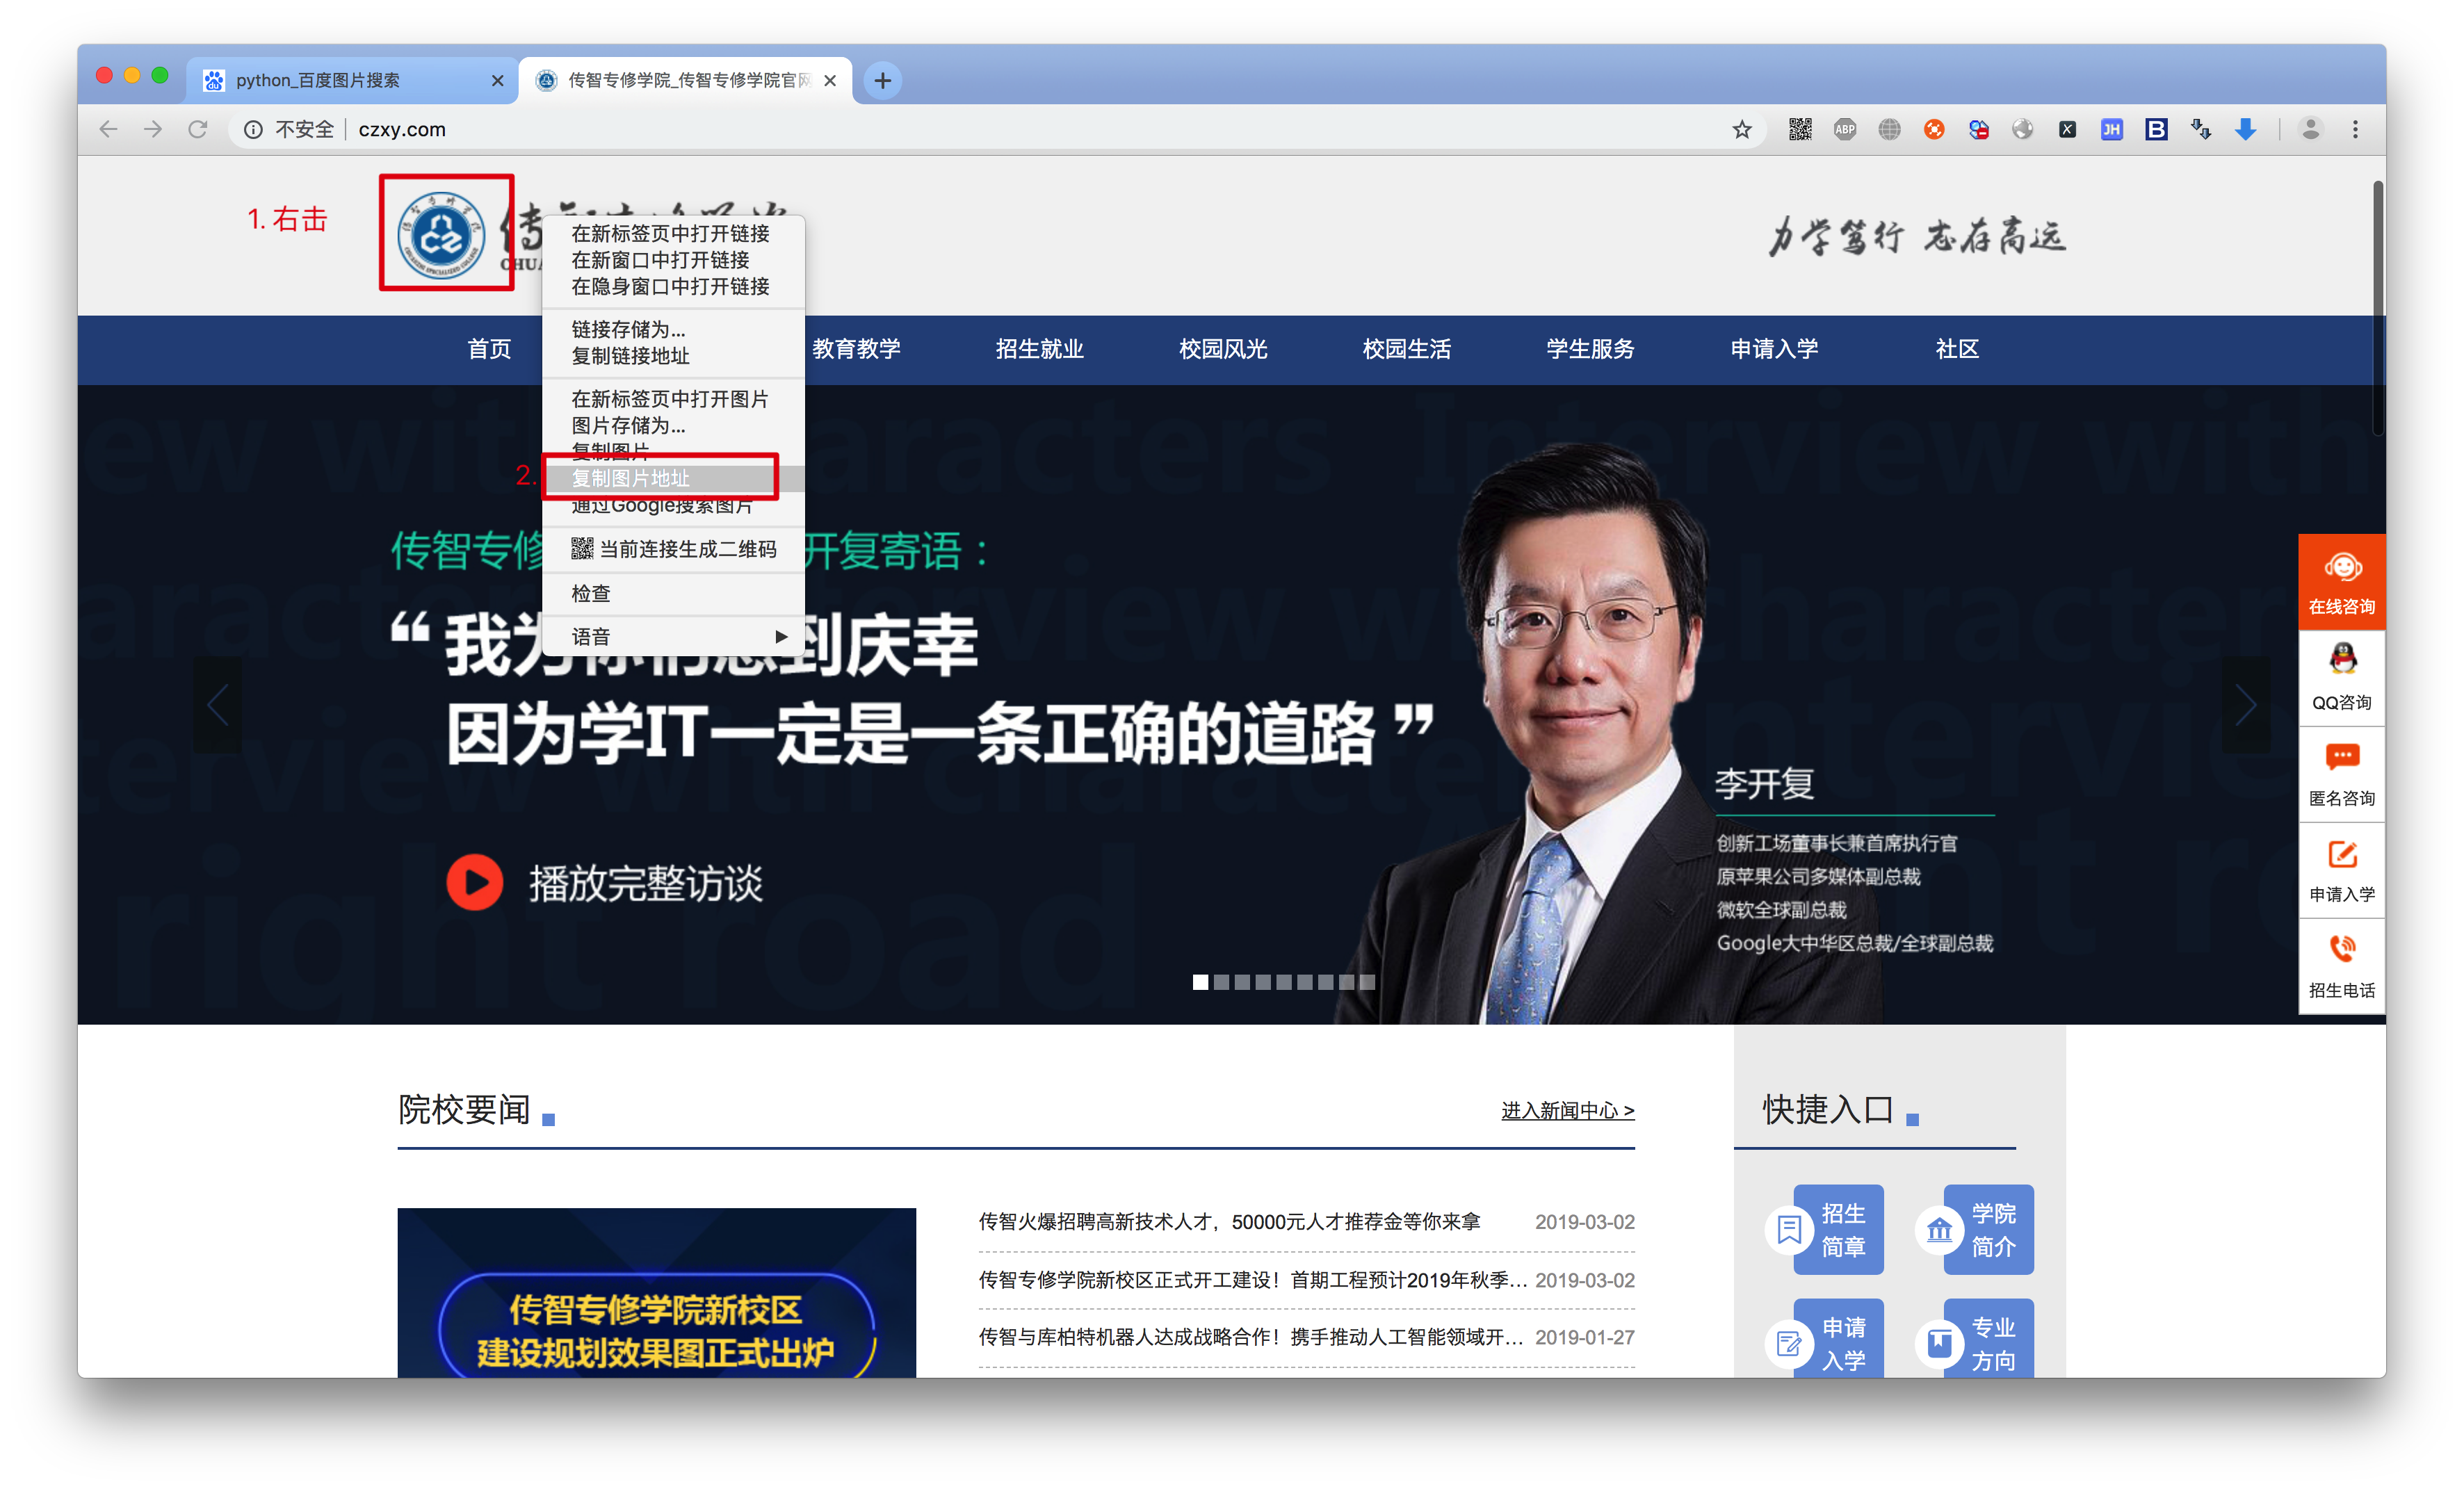 python_百度图片搜索
传智专修学院_传智专修学院官网
不安全 czxy.com
ABP
JH
B
1. 右击
传
CHUA
力学笃行 志存高远
在新标签页中打开链接
在新窗口中打开链接
在隐身窗口中打开链接
链接存储为...
复制链接地址
在新标签页中打开图片
图片存储为...
复制图片
2. 复制图片地址
通过Google搜索图片
当前连接生成二维码
检查
语音
首页 教育教学 招生就业 校园风光 校园生活 学生服务 申请入学 社区
传智专修 开复寄语：
“ 我为你们感到庆幸
因为学IT一定是一条正确的道路 ”
播放完整访谈
李开复
创新工场董事长兼首席执行官
原苹果公司多媒体副总裁
微软全球副总裁
Google大中华区总裁/全球副总裁
在线咨询
QQ咨询
匿名咨询
申请入学
招生电话
院校要闻
进入新闻中心 >
传智专修学院新校区
建设规划效果图正式出炉
传智火爆招聘高新技术人才，50000元人才推荐金等你来拿 2019-03-02
传智专修学院新校区正式开工建设！首期工程预计2019年秋季... 2019-03-02
传智与库柏特机器人达成战略合作！携手推动人工智能领域开... 2019-01-27
快捷入口
招生
简章
学院
简介
申请
入学
专业
方向